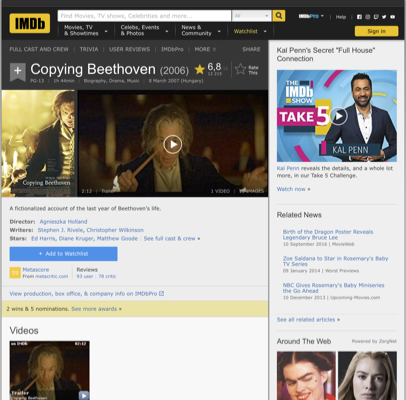 IMDb
Find Movies, TV shows, Celebrities and more...
All
IMDbPro
Help
Movies, TV & Showtimes
Celebs, Events & Photos
News & Community
Watchlist
Sign in
FULL CAST AND CREW | TRIVIA | USER REVIEWS | IMDbPro | MORE
SHARE
Copying Beethoven (2006)
6,8
Rate This
PG-13 | 1h 44min | Biography, Drama, Music | 8 March 2007 (Hungary)
Copying Beethoven
2:12 | Trailer
1 VIDEO
IMAGES
A fictionalized account of the last year of Beethoven's life.
Director: Agnieszka Holland
Writers: Stephen J. Rivele, Christopher Wilkinson
Stars: Ed Harris, Diane Kruger, Matthew Goode | See full cast & crew »
+ Add to Watchlist
Metascore
From metacritic.com
Reviews
93 user | 78 critic
View production, box office, & company info on IMDbPro
2 wins & 5 nominations. See more awards »
Videos
02:12
Trailer
Copying Beethoven
Kal Penn's Secret "Full House" Connection
THE IMDb SHOW
TAKE 5
KAL PENN
Kal Penn reveals the details, and a whole lot more, in our Take 5 Challenge.
Watch now »
Related News
Birth of the Dragon Poster Reveals Legendary Bruce Lee
10 September 2016 | MovieWeb
Zoe Saldana to Star in Rosemary's Baby TV Series
09 January 2014 | Worst Previews
NBC Gives Rosemary's Baby Miniseries the Go Ahead
10 December 2013 | Upcoming-Movies.com
See all related articles »
Around The Web
Powered by ZergNet